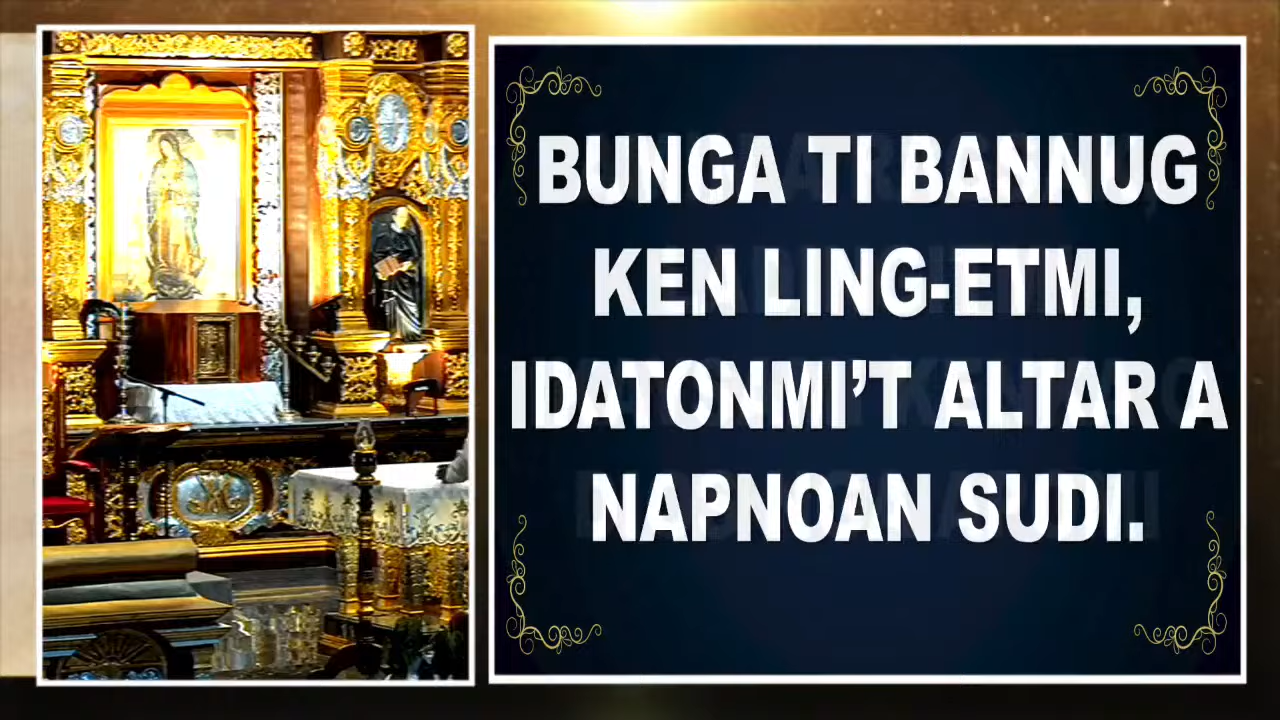 BUNGA TI BANNUG
KEN LING-ETMI,
IDATONMI’T ALTAR A
NAPNOAN SUDI.